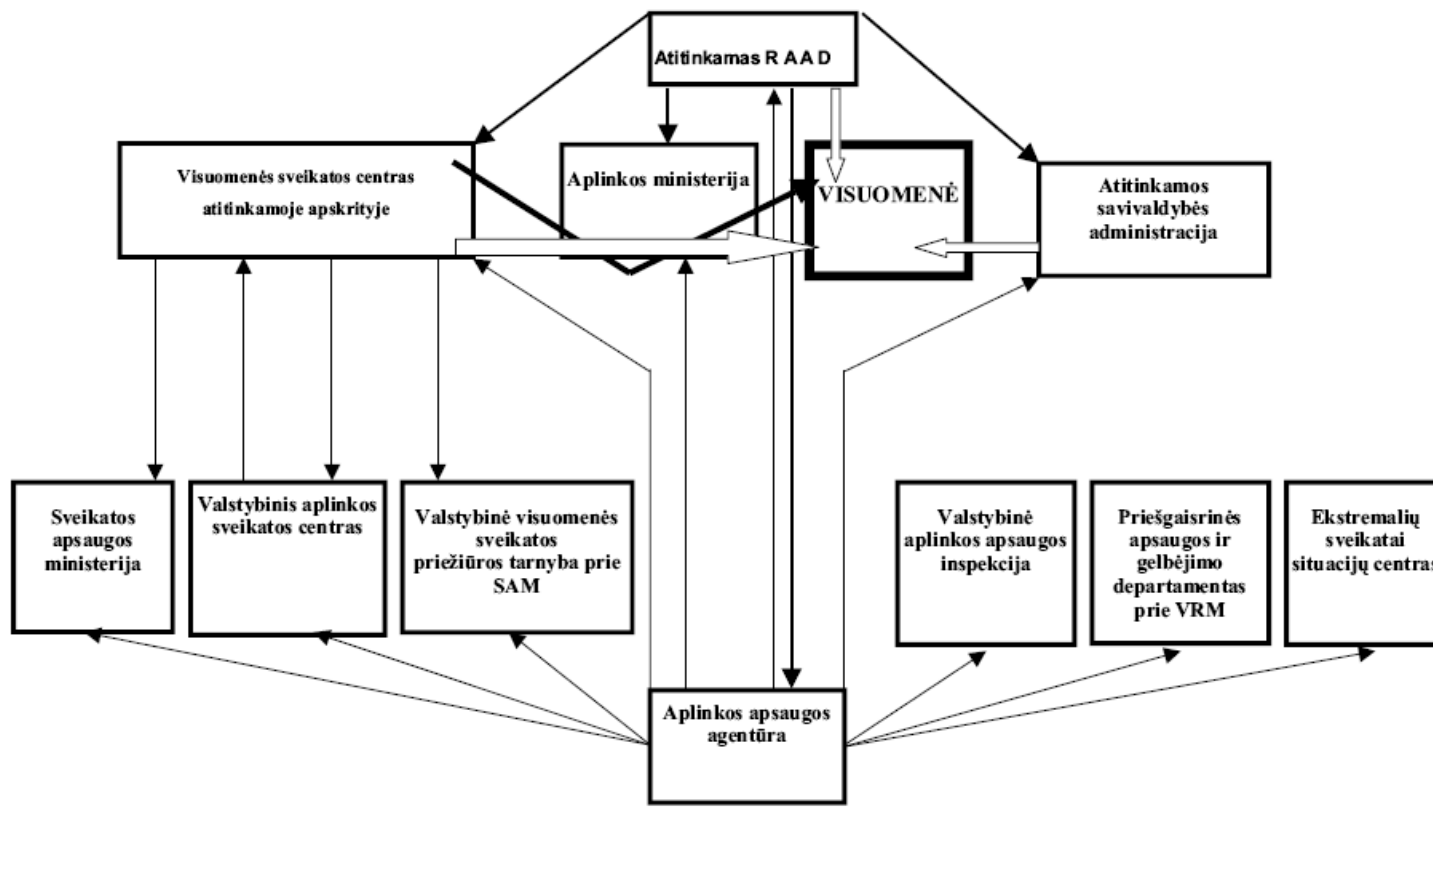 Atitinkamas R A A D
Visuomenės sveikatos centras
atitinkamoje apskrityje
Aplinkos ministerija
VISUOMENĖ
Atitinkamos
savivaldybės
administracija
Sveikatos
apsaugos
ministerija
Valstybinis aplinkos
sveikatos centras
Valstybinė visuomenės
sveikatos
priežiūros tarnyba prie
SAM
Valstybinė
aplinkos apsaugos
inspekcija
Priešgaisrinės
apsaugos ir
gelbėjimo
departamentas
prie VRM
Ekstremalių
sveikatai
situacijų centras
Aplinkos apsaugos
agentūra